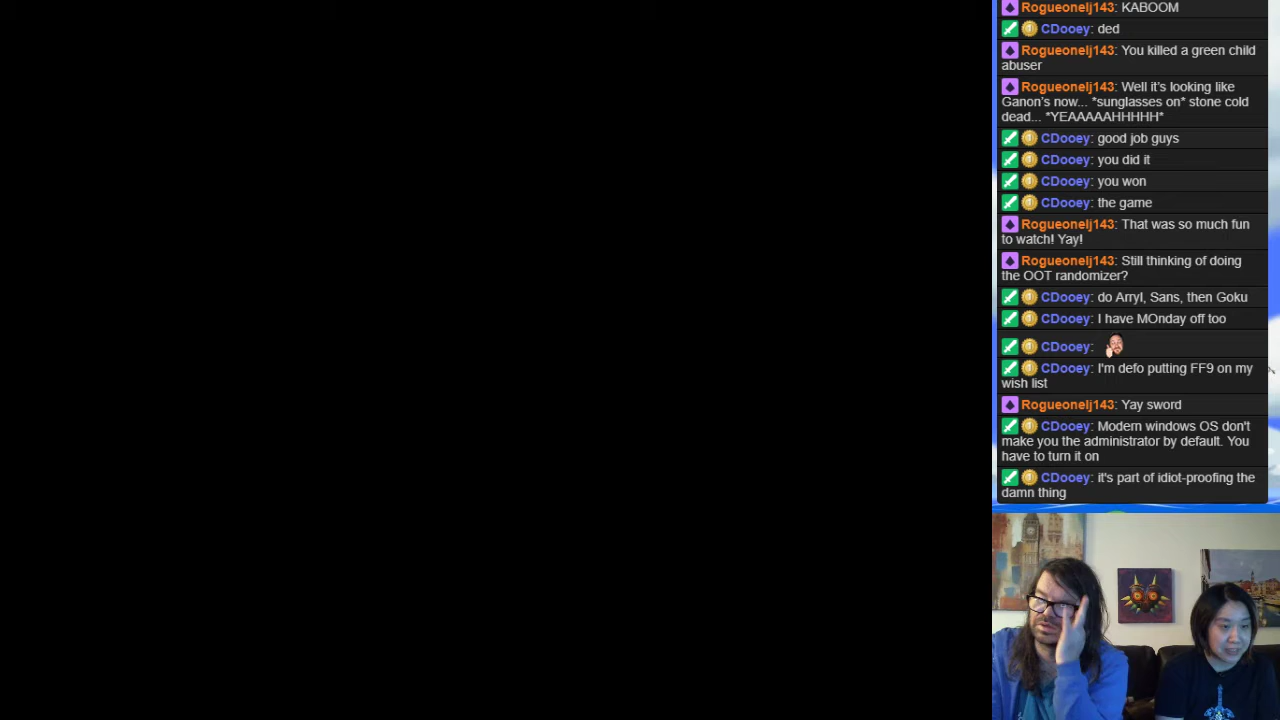 Rogueonelj143: KABOOM
CDooey: ded
Rogueonelj143: You killed a green child
abuser
Rogueonelj143: Well it's looking like
Ganon's now... *sunglasses on* stone cold
dead... *YEAAAAAHHHHH*
CDooey: good job guys
CDooey: you did it
CDooey: you won
CDooey: the game
Rogueonelj143: That was so much fun
to watch! Yay!
Rogueonelj143: Still thinking of doing
the OOT randomizer?
CDooey: do Arryl, Sans, then Goku
CDooey: I have MOnday off too
CDooey:
CDooey: I'm defo putting FF9 on my
wish list
Rogueonelj143: Yay sword
CDooey: Modern windows OS don't
make you the administrator by default. You
have to turn it on
CDooey: it's part of idiot-proofing the
damn thing